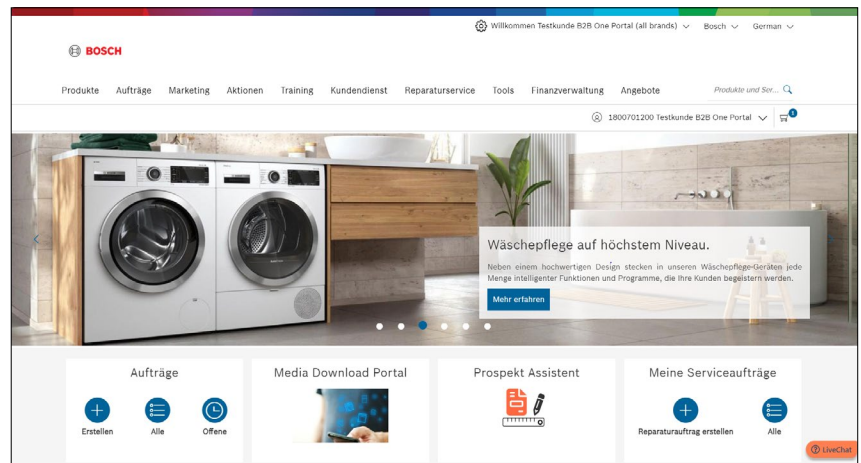 Willkommen Testkunde B2B One Portal (all brands) Bosch German
BOSCH
Produkte Aufträge Marketing Aktionen Training Kundendienst Reparaturservice Tools Finanzverwaltung Angebote Produkte und Ser...
1800701200 Testkunde B2B One Portal 1
Wäschepflege auf höchstem Niveau.
Neben einem hochwertigen Design stecken in unseren Wäschepflege-Geräten jede
Menge intelligenter Funktionen und Programme, die Ihre Kunden begeistern werden.
Mehr erfahren
Aufträge Media Download Portal Prospekt Assistent Meine Serviceaufträge
Erstellen Alle Offene Reparaturauftrag erstellen Alle
LiveChat